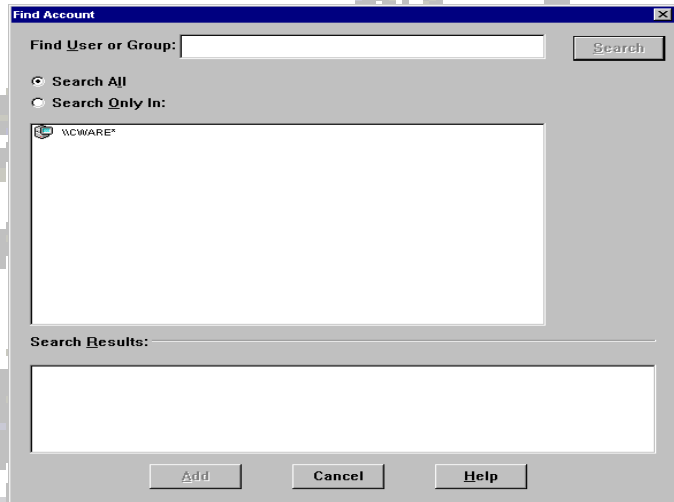 Find Account
Find User or Group:
Search
Search All
Search Only In:
\\CWARE*
Search Results:
Add
Cancel
Help